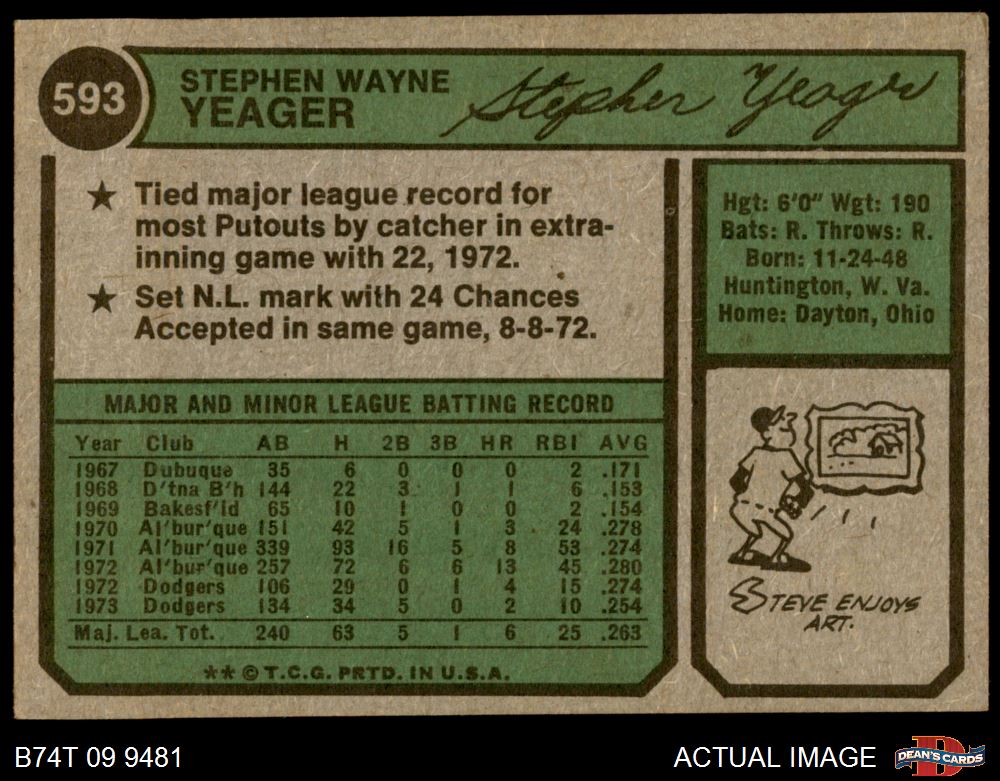 593
STEPHEN WAYNE
YEAGER
Stephen Yeager
★ Tied major league record for
most Putouts by catcher in extra-
inning game with 22, 1972.
★ Set N.L. mark with 24 Chances
Accepted in same game, 8-8-72.
Hgt: 6'0" Wgt: 190
Bats: R. Throws: R.
Born: 11-24-48
Huntington, W. Va.
Home: Dayton, Ohio
MAJOR AND MINOR LEAGUE BATTING RECORD
Year Club AB H 2B 3B HR RBI AVG
1967 Dubuque 35 6 0 0 0 2 .171
1968 D'tna B'h 144 22 3 1 1 6 .153
1969 Bakesf'ld 65 10 1 0 0 2 .154
1970 Al'bur'que 151 42 5 1 3 24 .278
1971 Al'bur'que 339 93 16 5 8 53 .274
1972 Al'bur'que 257 72 6 6 13 45 .280
1972 Dodgers 106 29 0 1 4 15 .274
1973 Dodgers 134 34 5 0 2 10 .254
Maj. Lea. Tot. 240 63 5 1 6 25 .263
** © T.C.G. PRTD. IN U.S.A.
STEVE ENJOYS
ART.
B74T 09 9481
ACTUAL IMAGE
D
DEAN'S CARDS